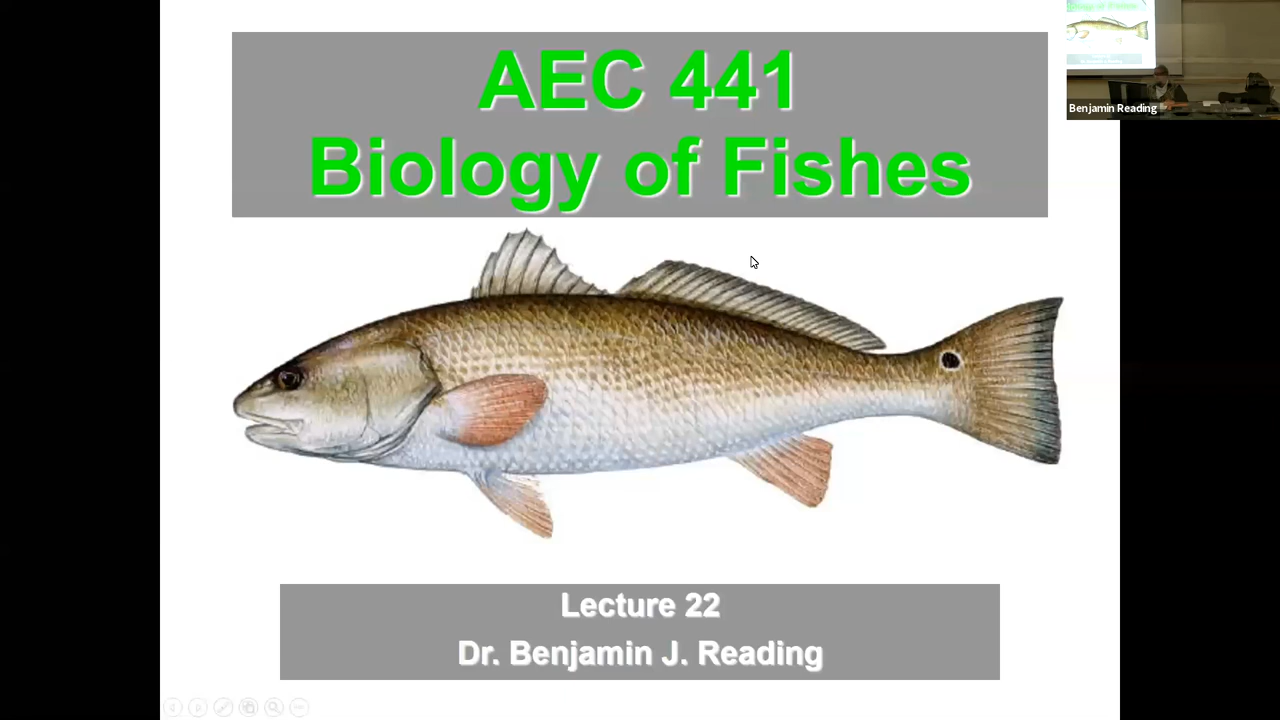 AEC 441
Biology of Fishes
Benjamin Reading
Lecture 22
Dr. Benjamin J. Reading